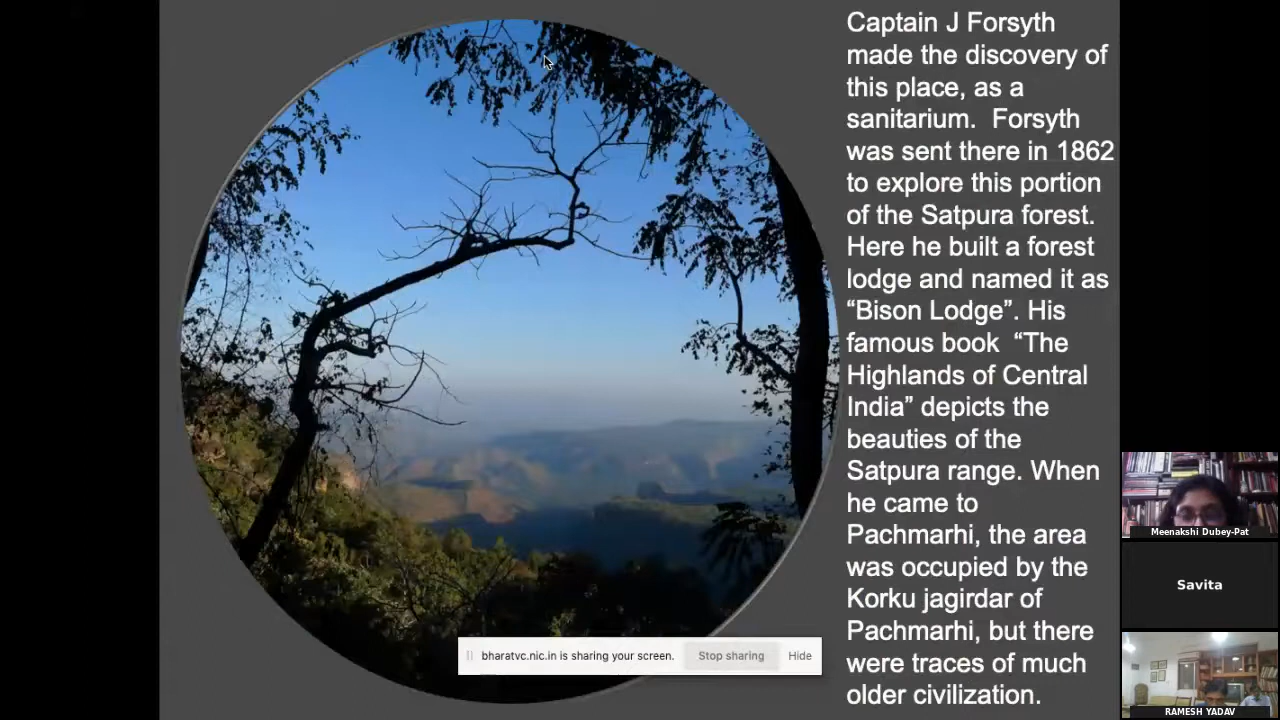 Captain J Forsyth
made the discovery of
this place, as a
sanitarium.  Forsyth
was sent there in 1862
to explore this portion
of the Satpura forest.
Here he built a forest
lodge and named it as
“Bison Lodge”. His
famous book  “The
Highlands of Central
India” depicts the
beauties of the
Satpura range. When
he came to
Pachmarhi, the area
was occupied by the
Korku jagirdar of
Pachmarhi, but there
were traces of much
older civilization.
bharatvc.nic.in is sharing your screen. Stop sharing Hide
Meenakshi Dubey-Pat
Savita
RAMESH YADAV